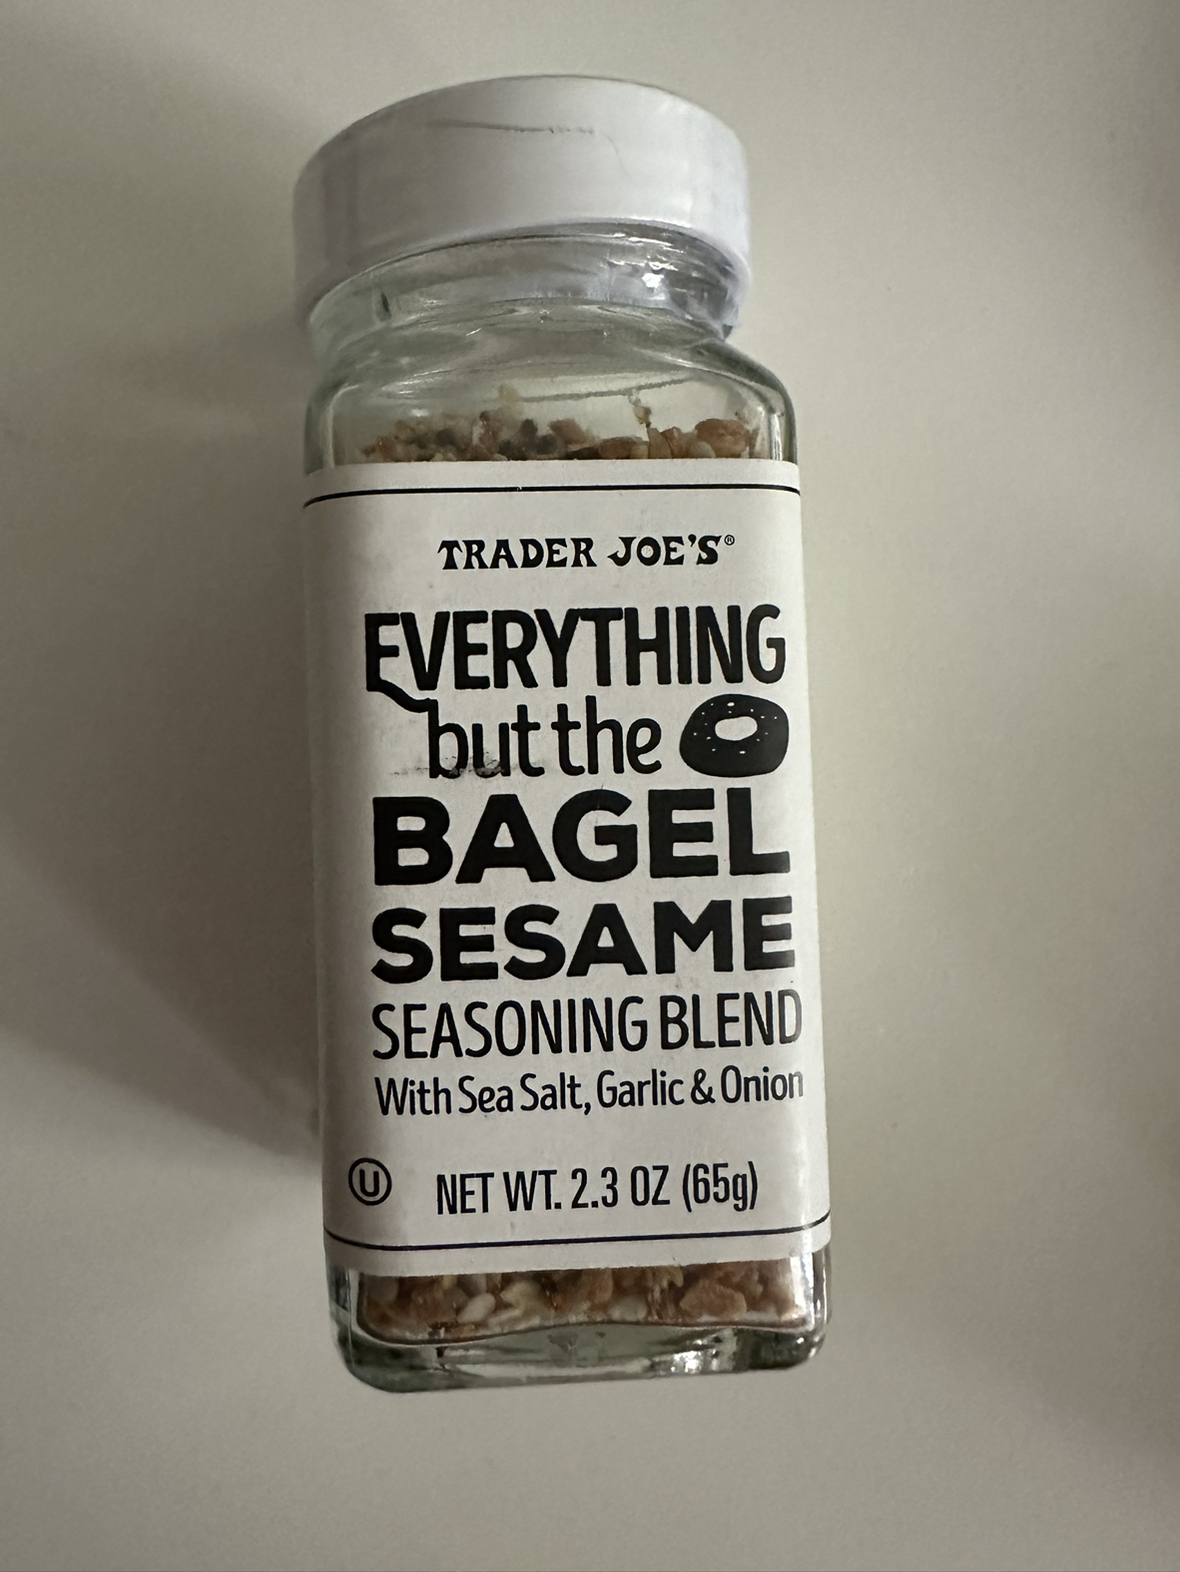 TRADER JOE'S®
EVERYTHING
but the
BAGEL
SESAME
SEASONING BLEND
With Sea Salt, Garlic & Onion
U NET WT. 2.3 OZ (65g)